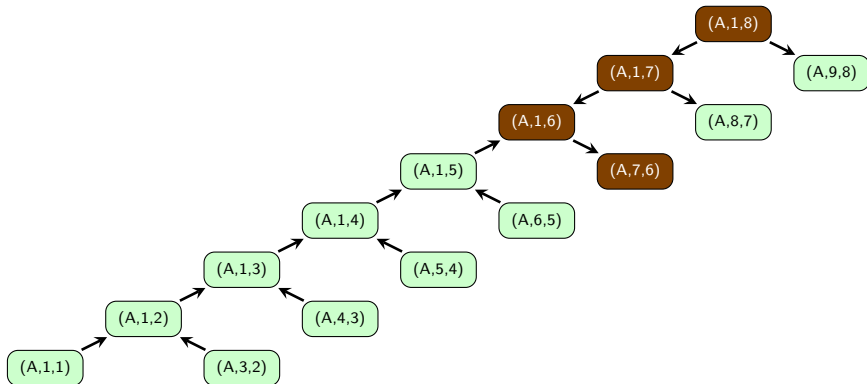 (A,1,8)
(A,1,7)
(A,9,8)
(A,1,6)
(A,8,7)
(A,1,5)
(A,7,6)
(A,1,4)
(A,6,5)
(A,1,3)
(A,5,4)
(A,1,2)
(A,4,3)
(A,1,1)
(A,3,2)